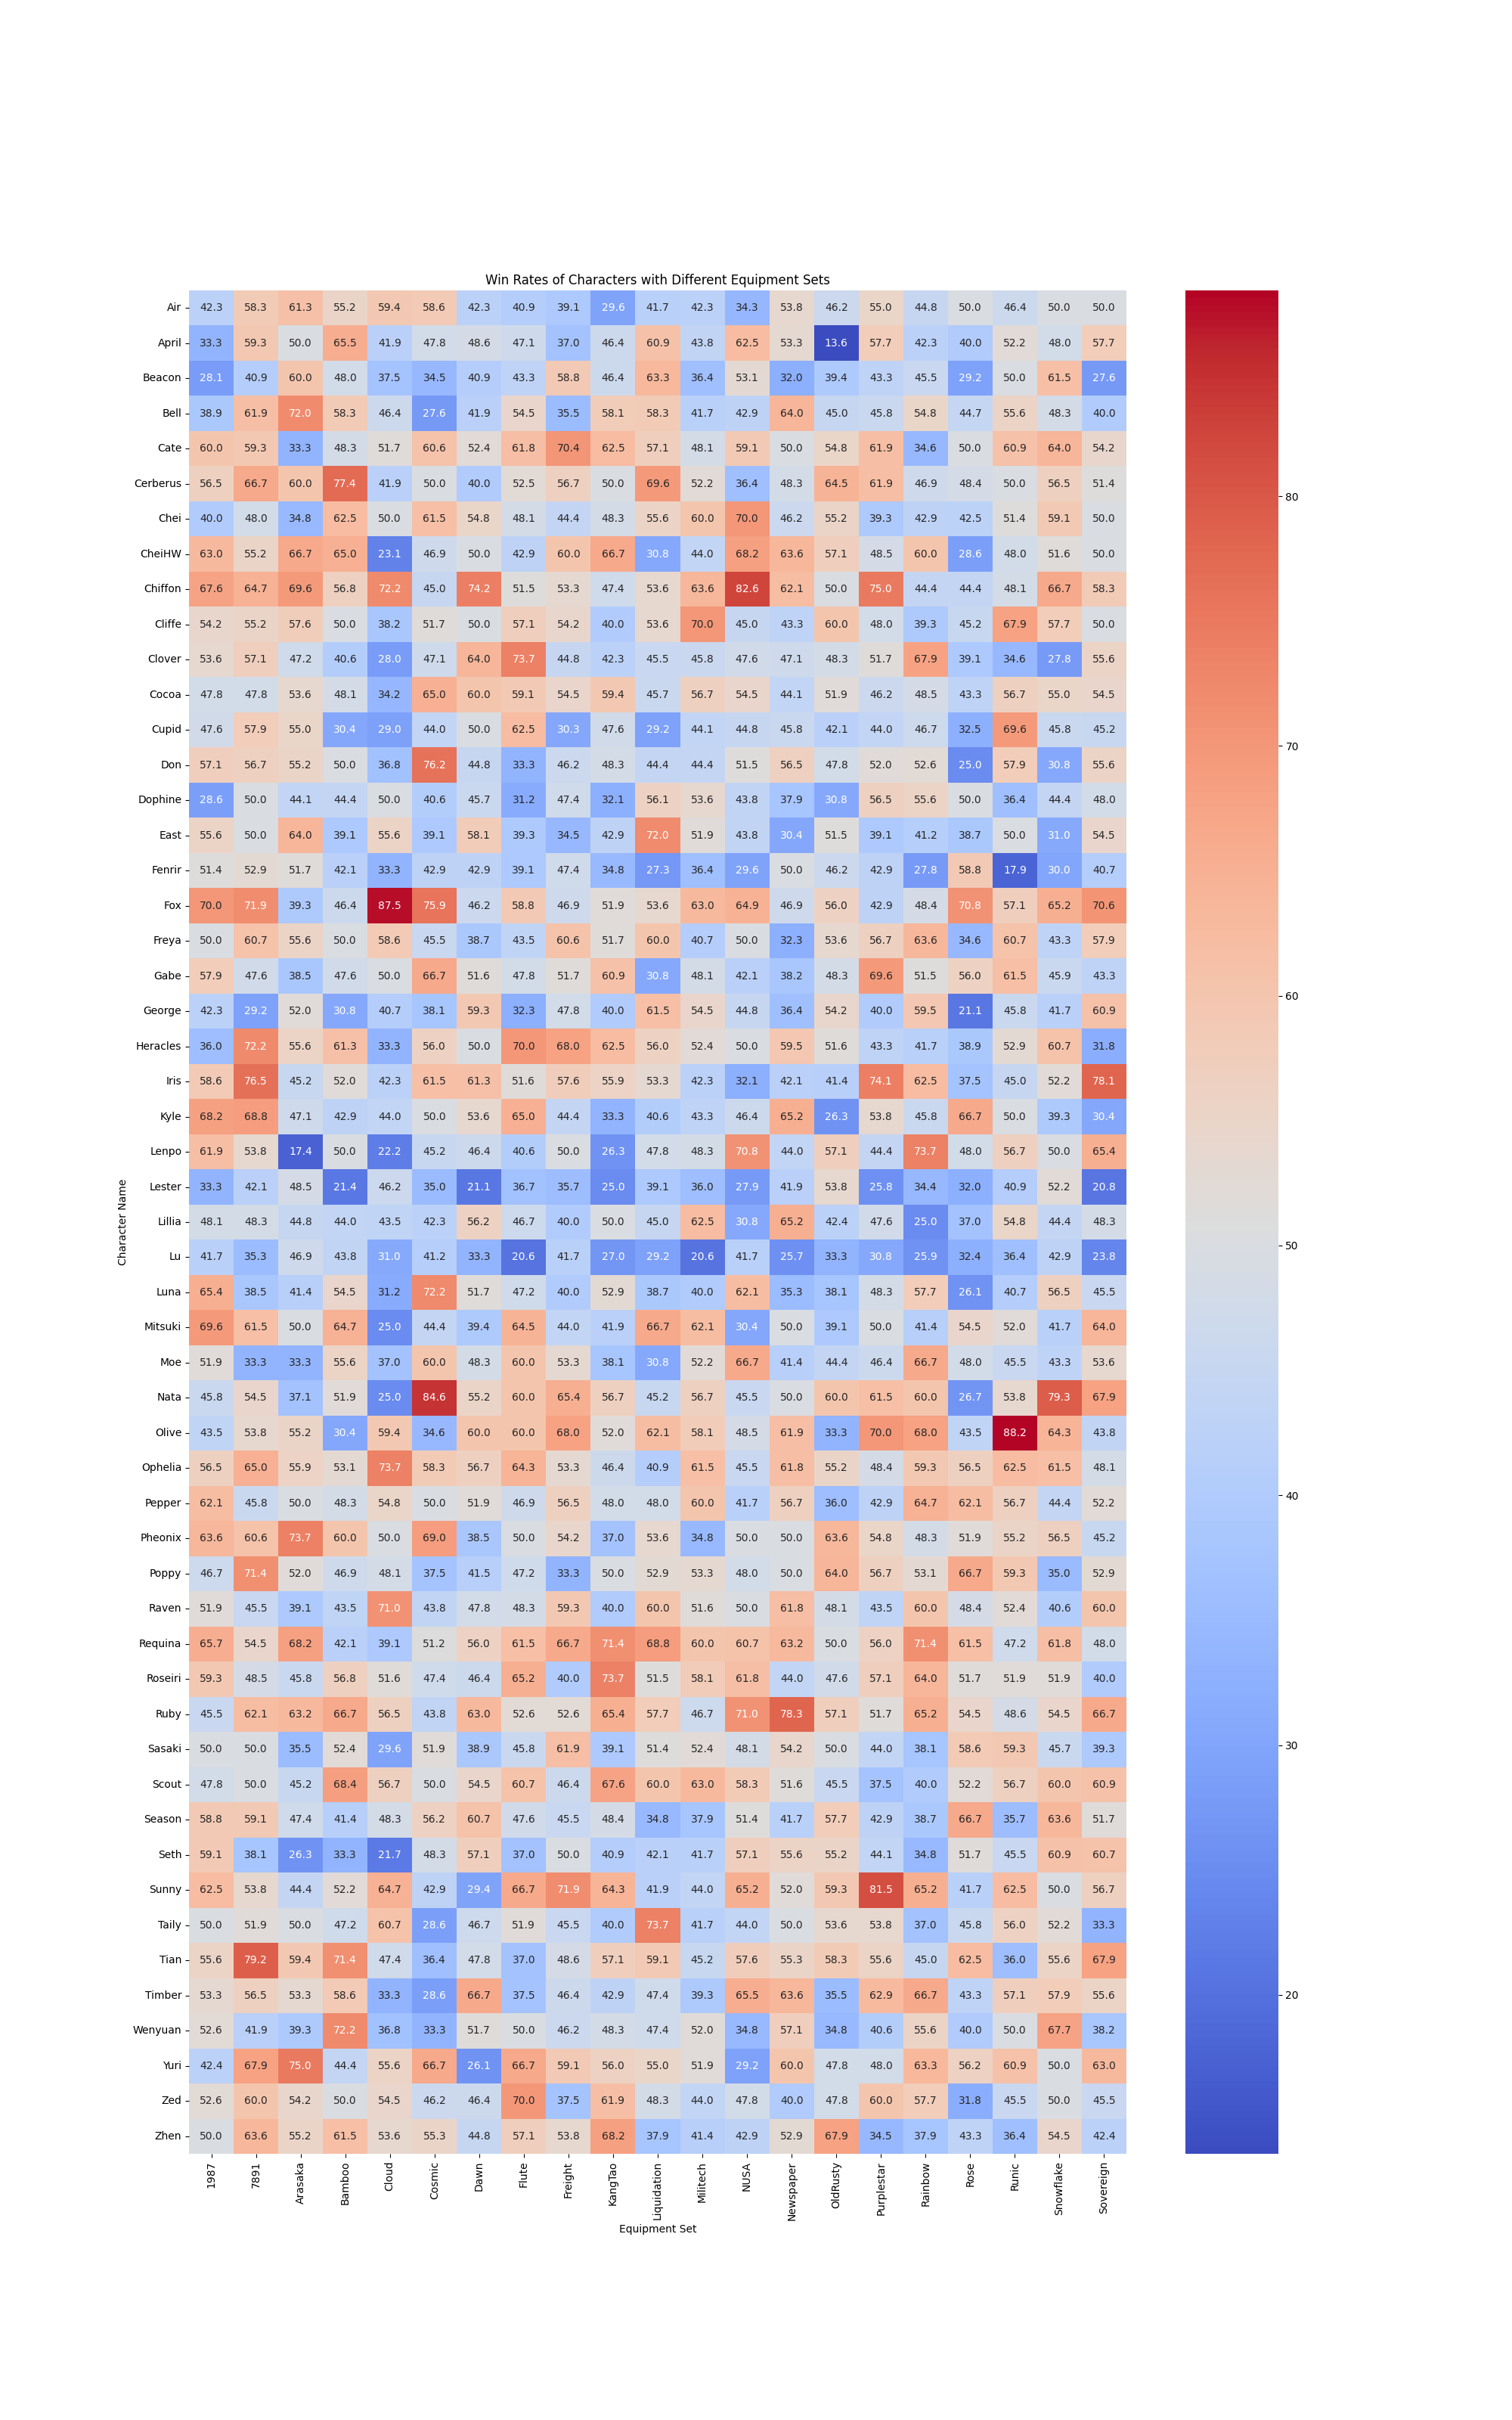 Win Rates of Characters with Different Equipment Sets
Air 42.3 58.3 61.3 55.2 59.4 58.6 42.3 40.9 39.1 29.6 41.7 42.3 34.3 53.8 46.2 55.0 44.8 50.0 46.4 50.0 50.0
April 33.3 59.3 50.0 65.5 41.9 47.8 48.6 47.1 37.0 46.4 60.9 43.8 62.5 53.3 13.6 57.7 42.3 40.0 52.2 48.0 57.7
Beacon 28.1 40.9 60.0 48.0 37.5 34.5 40.9 43.3 58.8 46.4 63.3 36.4 53.1 32.0 39.4 43.3 45.5 29.2 50.0 61.5 27.6
Bell 38.9 61.9 72.0 58.3 46.4 27.6 41.9 54.5 35.5 58.1 58.3 41.7 42.9 64.0 45.0 45.8 54.8 44.7 55.6 48.3 40.0
Cate 60.0 59.3 33.3 48.3 51.7 60.6 52.4 61.8 70.4 62.5 57.1 48.1 59.1 50.0 54.8 61.9 34.6 50.0 60.9 64.0 54.2
Cerberus 56.5 66.7 60.0 77.4 41.9 50.0 40.0 52.5 56.7 50.0 69.6 52.2 36.4 48.3 64.5 61.9 46.9 48.4 50.0 56.5 51.4
Chei 40.0 48.0 34.8 62.5 50.0 61.5 54.8 48.1 44.4 48.3 55.6 60.0 70.0 46.2 55.2 39.3 42.9 42.5 51.4 59.1 50.0
CheiHW 63.0 55.2 66.7 65.0 23.1 46.9 50.0 42.9 60.0 66.7 30.8 44.0 68.2 63.6 57.1 48.5 60.0 28.6 48.0 51.6 50.0
Chiffon 67.6 64.7 69.6 56.8 72.2 45.0 74.2 51.5 53.3 47.4 53.6 63.6 82.6 62.1 50.0 75.0 44.4 44.4 48.1 66.7 58.3
Cliffe 54.2 55.2 57.6 50.0 38.2 51.7 50.0 57.1 54.2 40.0 53.6 70.0 45.0 43.3 60.0 48.0 39.3 45.2 67.9 57.7 50.0
Clover 53.6 57.1 47.2 40.6 28.0 47.1 64.0 73.7 44.8 42.3 45.5 45.8 47.6 47.1 48.3 51.7 67.9 39.1 34.6 27.8 55.6
Cocoa 47.8 47.8 53.6 48.1 34.2 65.0 60.0 59.1 54.5 59.4 45.7 56.7 54.5 44.1 51.9 46.2 48.5 43.3 56.7 55.0 54.5
Cupid 47.6 57.9 55.0 30.4 29.0 44.0 50.0 62.5 30.3 47.6 29.2 44.1 44.8 45.8 42.1 44.0 46.7 32.5 69.6 45.8 45.2
Don 57.1 56.7 55.2 50.0 36.8 76.2 44.8 33.3 46.2 48.3 44.4 44.4 51.5 56.5 47.8 52.0 52.6 25.0 57.9 30.8 55.6
Dophine 28.6 50.0 44.1 44.4 50.0 40.6 45.7 31.2 47.4 32.1 56.1 53.6 43.8 37.9 30.8 56.5 55.6 50.0 36.4 44.4 48.0
East 55.6 50.0 64.0 39.1 55.6 39.1 58.1 39.3 34.5 42.9 72.0 51.9 43.8 30.4 51.5 39.1 41.2 38.7 50.0 31.0 54.5
Fenrir 51.4 52.9 51.7 42.1 33.3 42.9 42.9 39.1 47.4 34.8 27.3 36.4 29.6 50.0 46.2 42.9 27.8 58.8 17.9 30.0 40.7
Fox 70.0 71.9 39.3 46.4 87.5 75.9 46.2 58.8 46.9 51.9 53.6 63.0 64.9 46.9 56.0 42.9 48.4 70.8 57.1 65.2 70.6
Freya 50.0 60.7 55.6 50.0 58.6 45.5 38.7 43.5 60.6 51.7 60.0 40.7 50.0 32.3 53.6 56.7 63.6 34.6 60.7 43.3 57.9
Gabe 57.9 47.6 38.5 47.6 50.0 66.7 51.6 47.8 51.7 60.9 30.8 48.1 42.1 38.2 48.3 69.6 51.5 56.0 61.5 45.9 43.3
George 42.3 29.2 52.0 30.8 40.7 38.1 59.3 32.3 47.8 40.0 61.5 54.5 44.8 36.4 54.2 40.0 59.5 21.1 45.8 41.7 60.9
Heracles 36.0 72.2 55.6 61.3 33.3 56.0 50.0 70.0 68.0 62.5 56.0 52.4 50.0 59.5 51.6 43.3 41.7 38.9 52.9 60.7 31.8
Iris 58.6 76.5 45.2 52.0 42.3 61.5 61.3 51.6 57.6 55.9 53.3 42.3 32.1 42.1 41.4 74.1 62.5 37.5 45.0 52.2 78.1
Kyle 68.2 68.8 47.1 42.9 44.0 50.0 53.6 65.0 44.4 33.3 40.6 43.3 46.4 65.2 26.3 53.8 45.8 66.7 50.0 39.3 30.4
Lenpo 61.9 53.8 17.4 50.0 22.2 45.2 46.4 40.6 50.0 26.3 47.8 48.3 70.8 44.0 57.1 44.4 73.7 48.0 56.7 50.0 65.4
Lester 33.3 42.1 48.5 21.4 46.2 35.0 21.1 36.7 35.7 25.0 39.1 36.0 27.9 41.9 53.8 25.8 34.4 32.0 40.9 52.2 20.8
Lillia 48.1 48.3 44.8 44.0 43.5 42.3 56.2 46.7 40.0 50.0 45.0 62.5 30.8 65.2 42.4 47.6 25.0 37.0 54.8 44.4 48.3
Lu 41.7 35.3 46.9 43.8 31.0 41.2 33.3 20.6 41.7 27.0 29.2 20.6 41.7 25.7 33.3 30.8 25.9 32.4 36.4 42.9 23.8
Luna 65.4 38.5 41.4 54.5 31.2 72.2 51.7 47.2 40.0 52.9 38.7 40.0 62.1 35.3 38.1 48.3 57.7 26.1 40.7 56.5 45.5
Mitsuki 69.6 61.5 50.0 64.7 25.0 44.4 39.4 64.5 44.0 41.9 66.7 62.1 30.4 50.0 39.1 50.0 41.4 54.5 52.0 41.7 64.0
Moe 51.9 33.3 33.3 55.6 37.0 60.0 48.3 60.0 53.3 38.1 30.8 52.2 66.7 41.4 44.4 46.4 66.7 48.0 45.5 43.3 53.6
Nata 45.8 54.5 37.1 51.9 25.0 84.6 55.2 60.0 65.4 56.7 45.2 56.7 45.5 50.0 60.0 61.5 60.0 26.7 53.8 79.3 67.9
Olive 43.5 53.8 55.2 30.4 59.4 34.6 60.0 60.0 68.0 52.0 62.1 58.1 48.5 61.9 33.3 70.0 68.0 43.5 88.2 64.3 43.8
Ophelia 56.5 65.0 55.9 53.1 73.7 58.3 56.7 64.3 53.3 46.4 40.9 61.5 45.5 61.8 55.2 48.4 59.3 56.5 62.5 61.5 48.1
Pepper 62.1 45.8 50.0 48.3 54.8 50.0 51.9 46.9 56.5 48.0 48.0 60.0 41.7 56.7 36.0 42.9 64.7 62.1 56.7 44.4 52.2
Pheonix 63.6 60.6 73.7 60.0 50.0 69.0 38.5 50.0 54.2 37.0 53.6 34.8 50.0 50.0 63.6 54.8 48.3 51.9 55.2 56.5 45.2
Poppy 46.7 71.4 52.0 46.9 48.1 37.5 41.5 47.2 33.3 50.0 52.9 53.3 48.0 50.0 64.0 56.7 53.1 66.7 59.3 35.0 52.9
Raven 51.9 45.5 39.1 43.5 71.0 43.8 47.8 48.3 59.3 40.0 60.0 51.6 50.0 61.8 48.1 43.5 60.0 48.4 52.4 40.6 60.0
Requina 65.7 54.5 68.2 42.1 39.1 51.2 56.0 61.5 66.7 71.4 68.8 60.0 60.7 63.2 50.0 56.0 71.4 61.5 47.2 61.8 48.0
Roseiri 59.3 48.5 45.8 56.8 51.6 47.4 46.4 65.2 40.0 73.7 51.5 58.1 61.8 44.0 47.6 57.1 64.0 51.7 51.9 51.9 40.0
Ruby 45.5 62.1 63.2 66.7 56.5 43.8 63.0 52.6 52.6 65.4 57.7 46.7 71.0 78.3 57.1 51.7 65.2 54.5 48.6 54.5 66.7
Sasaki 50.0 50.0 35.5 52.4 29.6 51.9 38.9 45.8 61.9 39.1 51.4 52.4 48.1 54.2 50.0 44.0 38.1 58.6 59.3 45.7 39.3
Scout 47.8 50.0 45.2 68.4 56.7 50.0 54.5 60.7 46.4 67.6 60.0 63.0 58.3 51.6 45.5 37.5 40.0 52.2 56.7 60.0 60.9
Season 58.8 59.1 47.4 41.4 48.3 56.2 60.7 47.6 45.5 48.4 34.8 37.9 51.4 41.7 57.7 42.9 38.7 66.7 35.7 63.6 51.7
Seth 59.1 38.1 26.3 33.3 21.7 48.3 57.1 37.0 50.0 40.9 42.1 41.7 57.1 55.6 55.2 44.1 34.8 51.7 45.5 60.9 60.7
Sunny 62.5 53.8 44.4 52.2 64.7 42.9 29.4 66.7 71.9 64.3 41.9 44.0 65.2 52.0 59.3 81.5 65.2 41.7 62.5 50.0 56.7
Taily 50.0 51.9 50.0 47.2 60.7 28.6 46.7 51.9 45.5 40.0 73.7 41.7 44.0 50.0 53.6 53.8 37.0 45.8 56.0 52.2 33.3
Tian 55.6 79.2 59.4 71.4 47.4 36.4 47.8 37.0 48.6 57.1 59.1 45.2 57.6 55.3 58.3 55.6 45.0 62.5 36.0 55.6 67.9
Timber 53.3 56.5 53.3 58.6 33.3 28.6 66.7 37.5 46.4 42.9 47.4 39.3 65.5 63.6 35.5 62.9 66.7 43.3 57.1 57.9 55.6
Wenyuan 52.6 41.9 39.3 72.2 36.8 33.3 51.7 50.0 46.2 48.3 47.4 52.0 34.8 57.1 34.8 40.6 55.6 40.0 50.0 67.7 38.2
Yuri 42.4 67.9 75.0 44.4 55.6 66.7 26.1 66.7 59.1 56.0 55.0 51.9 29.2 60.0 47.8 48.0 63.3 56.2 60.9 50.0 63.0
Zed 52.6 60.0 54.2 50.0 54.5 46.2 46.4 70.0 37.5 61.9 48.3 44.0 47.8 40.0 47.8 60.0 57.7 31.8 45.5 50.0 45.5
Zhen 50.0 63.6 55.2 61.5 53.6 55.3 44.8 57.1 53.8 68.2 37.9 41.4 42.9 52.9 67.9 34.5 37.9 43.3 36.4 54.5 42.4
1987 7891 Arasaka Bamboo Cloud Cosmic Dawn Flute Freight KangTao Liquidation Militech NUSA Newspaper OldRusty Purplestar Rainbow Rose Runic Snowflake Sovereign
Equipment Set
Character Name
80
70
60
50
40
30
20